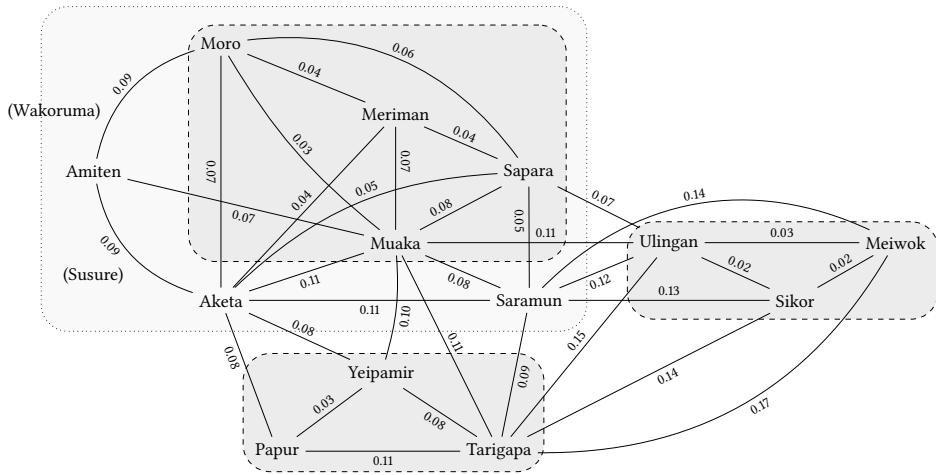 Moro
0.06
0.04
0.09
(Wakoruma)
Meriman
0.03
0.04
0.07
0.07
Amiten
Sapara
0.05
0.04
0.07
0.14
0.07
0.08
0.05
Muaka
0.11
Ulingan
0.03
Meiwok
0.09
(Susure)
0.11
0.08
0.12
0.02
0.02
Aketa
0.11
Saramun
0.13
Sikor
0.10
0.08
0.08
0.11
0.15
Yeipamir
0.09
0.14
0.03
0.08
0.17
Papur
0.11
Tarigapa